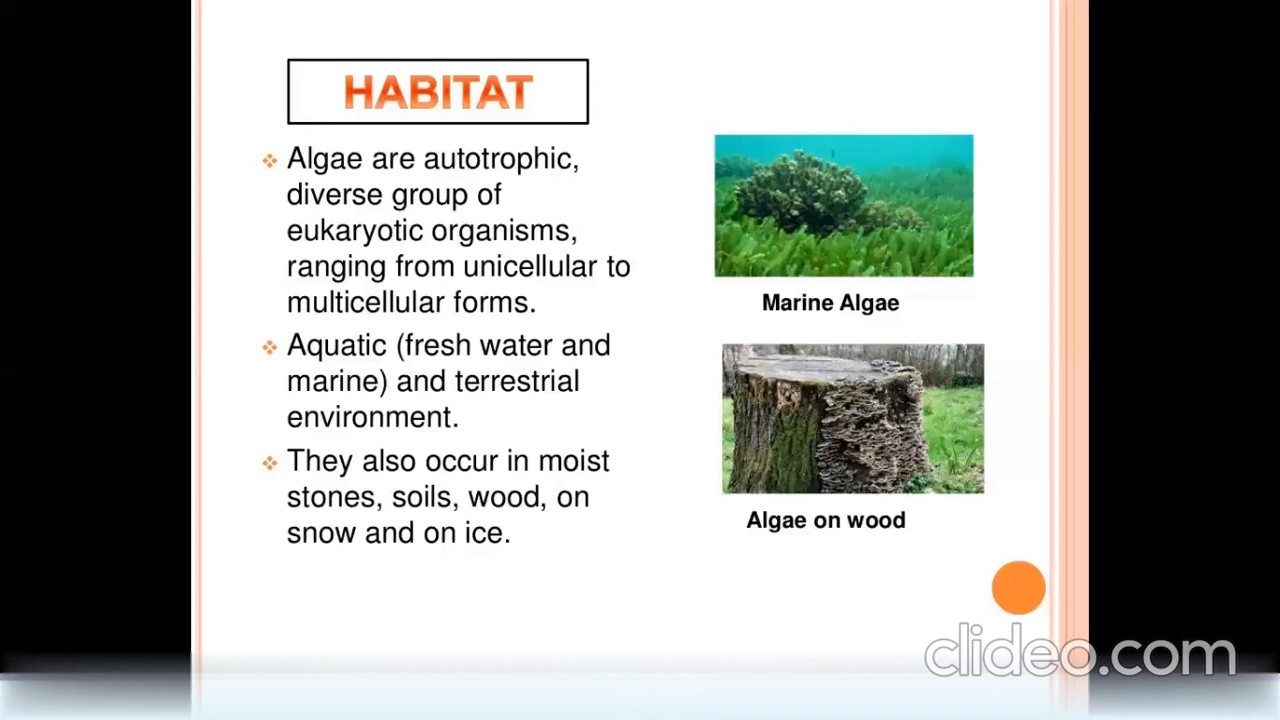 HABITAT
Algae are autotrophic,
diverse group of
eukaryotic organisms,
ranging from unicellular to
multicellular forms.
Aquatic (fresh water and
marine) and terrestrial
environment.
They also occur in moist
stones, soils, wood, on
snow and on ice.
Marine Algae
Algae on wood
clideo.com